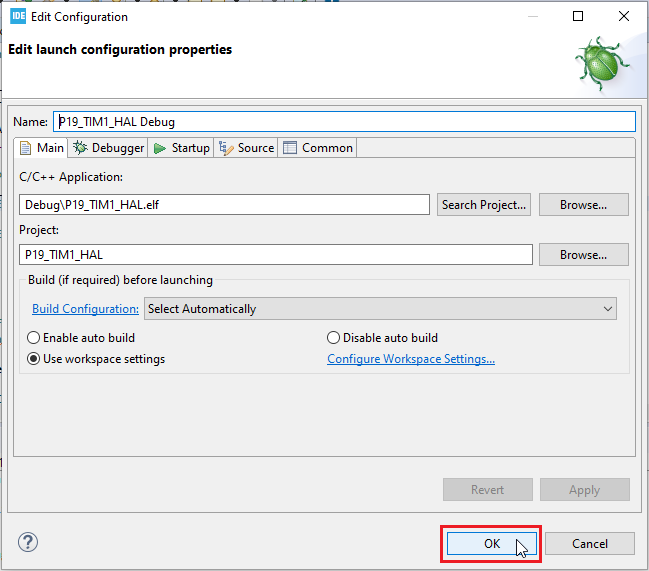 IDE Edit Configuration
Edit launch configuration properties
Name: P19_TIM1_HAL Debug
Main Debugger Startup Source Common
C/C++ Application:
Debug\P19_TIM1_HAL.elf Search Project... Browse...
Project:
P19_TIM1_HAL Browse...
Build (if required) before launching
Build Configuration: Select Automatically
Enable auto build Disable auto build
Use workspace settings Configure Workspace Settings...
Revert Apply
? OK Cancel